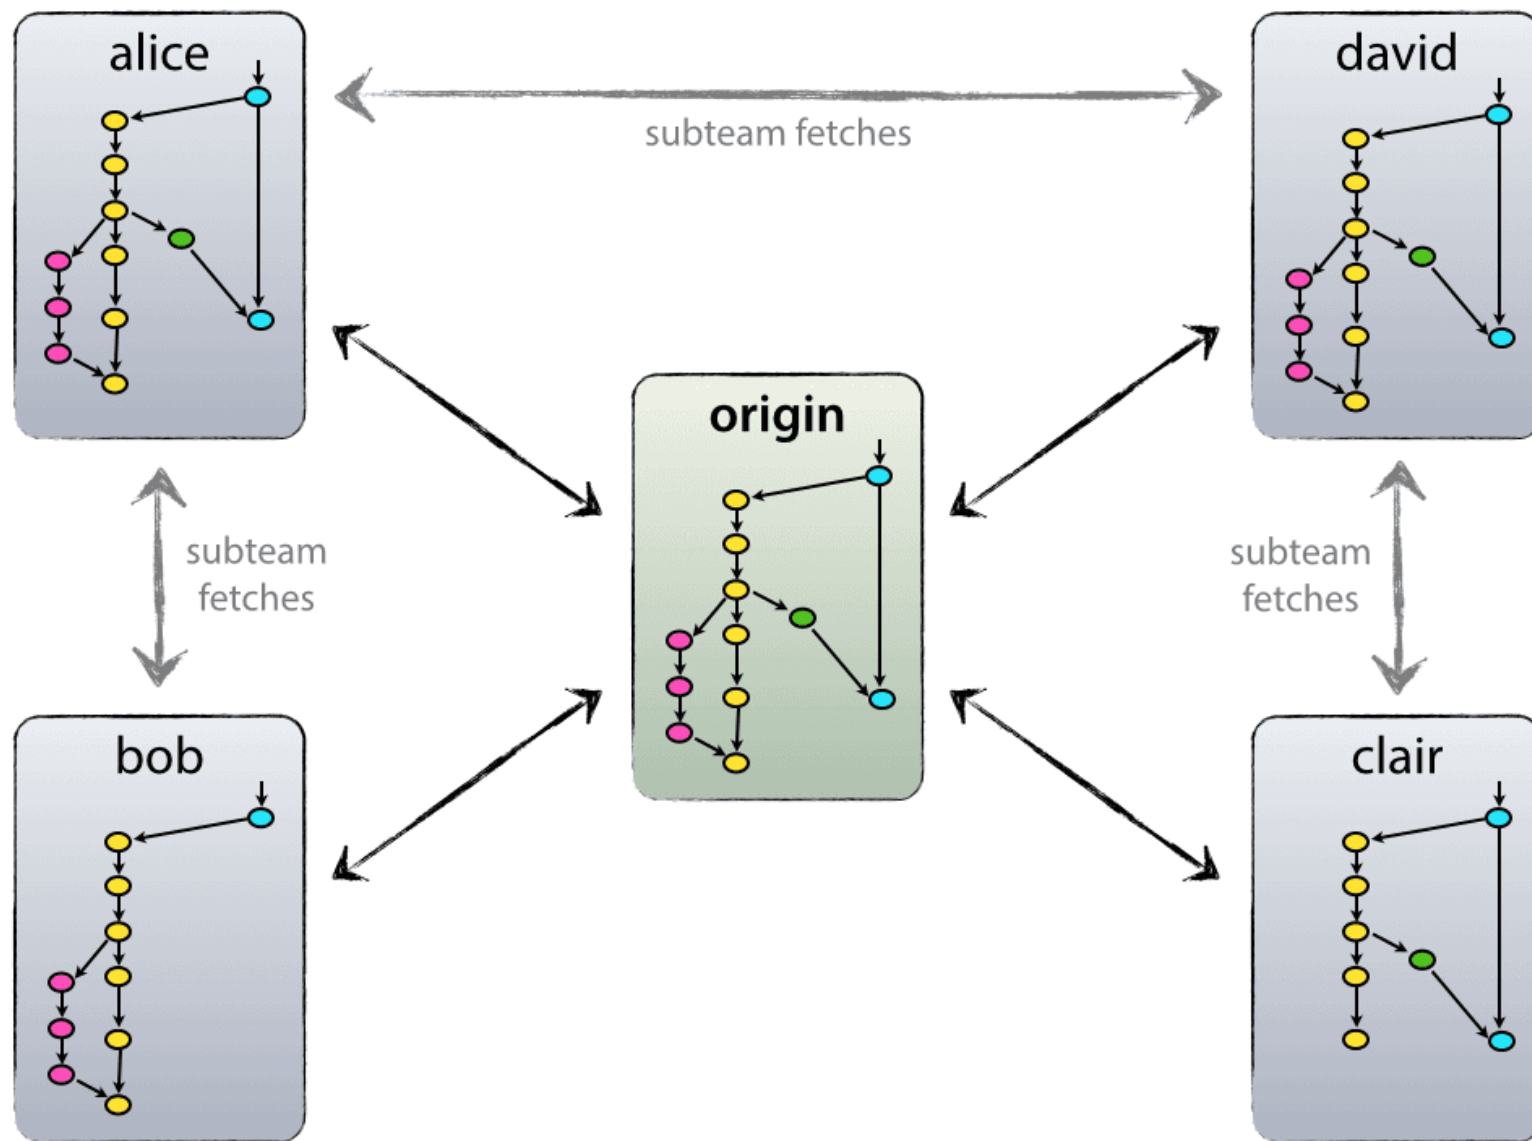 alice
david
subteam fetches
origin
subteam
fetches
subteam
fetches
bob
clair